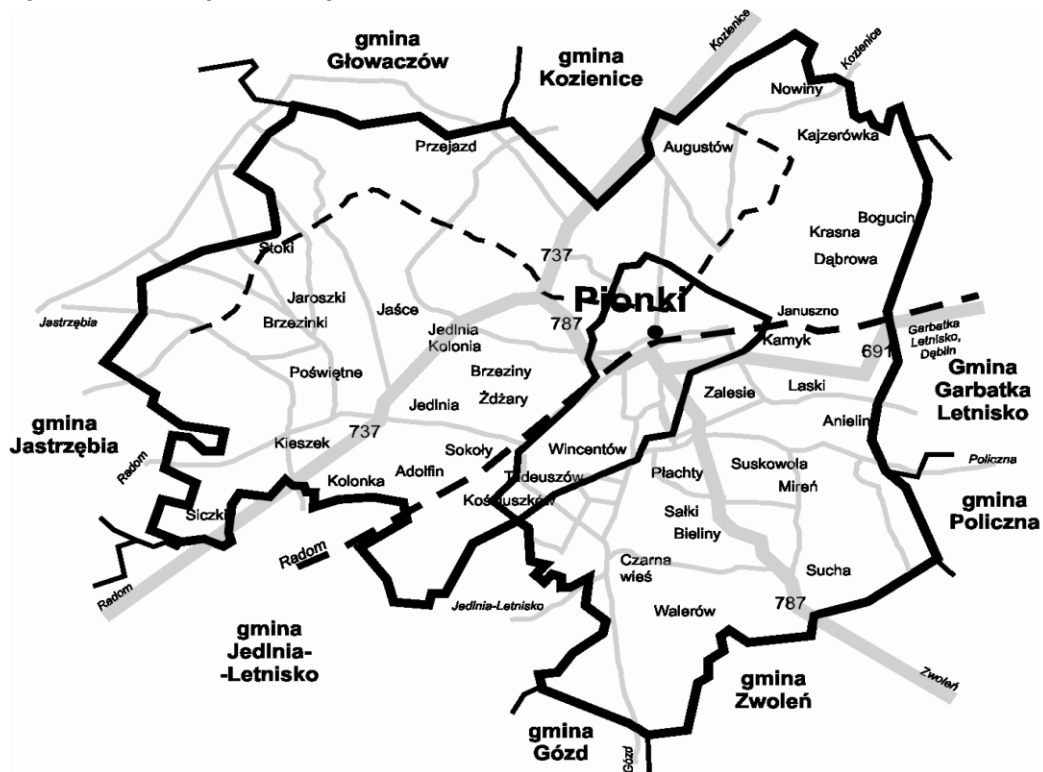 gmina
Głowaczów
gmina
Kozienice
Kozienice
Kozienice
Nowiny
Przejazd
Augustów
Kajzerówka
Bogucin
Krasna
Dąbrowa
Stoki
737
Pionki
Jaroszki
Jaśce
Brzezinki
Jastrzębia
787
Januszno
Kamyk
Jedlnia
Kolonia
691
Garbatka
Letnisko,
Dęblin
Poświętne
Brzeziny
Gmina
Garbatka
Letnisko
Zalesie
Laski
Jedlnia
Żdżary
Anielin
gmina
Jastrzębia
737
Kieszek
Sokoły
Wincentów
Radom
Kolonka
Adolfin
Tadeuszów
Płachty
Suskowola
Mireń
Policzna
Kościuszków
Siczki
Sałki
Bieliny
gmina
Policzna
Radom
Radom
Czarna
wieś
Sucha
Jedlnia-Letnisko
Walerów
787
gmina
Jedlnia-
-Letnisko
gmina
Zwoleń
Zwoleń
gmina
Gózd
Gózd